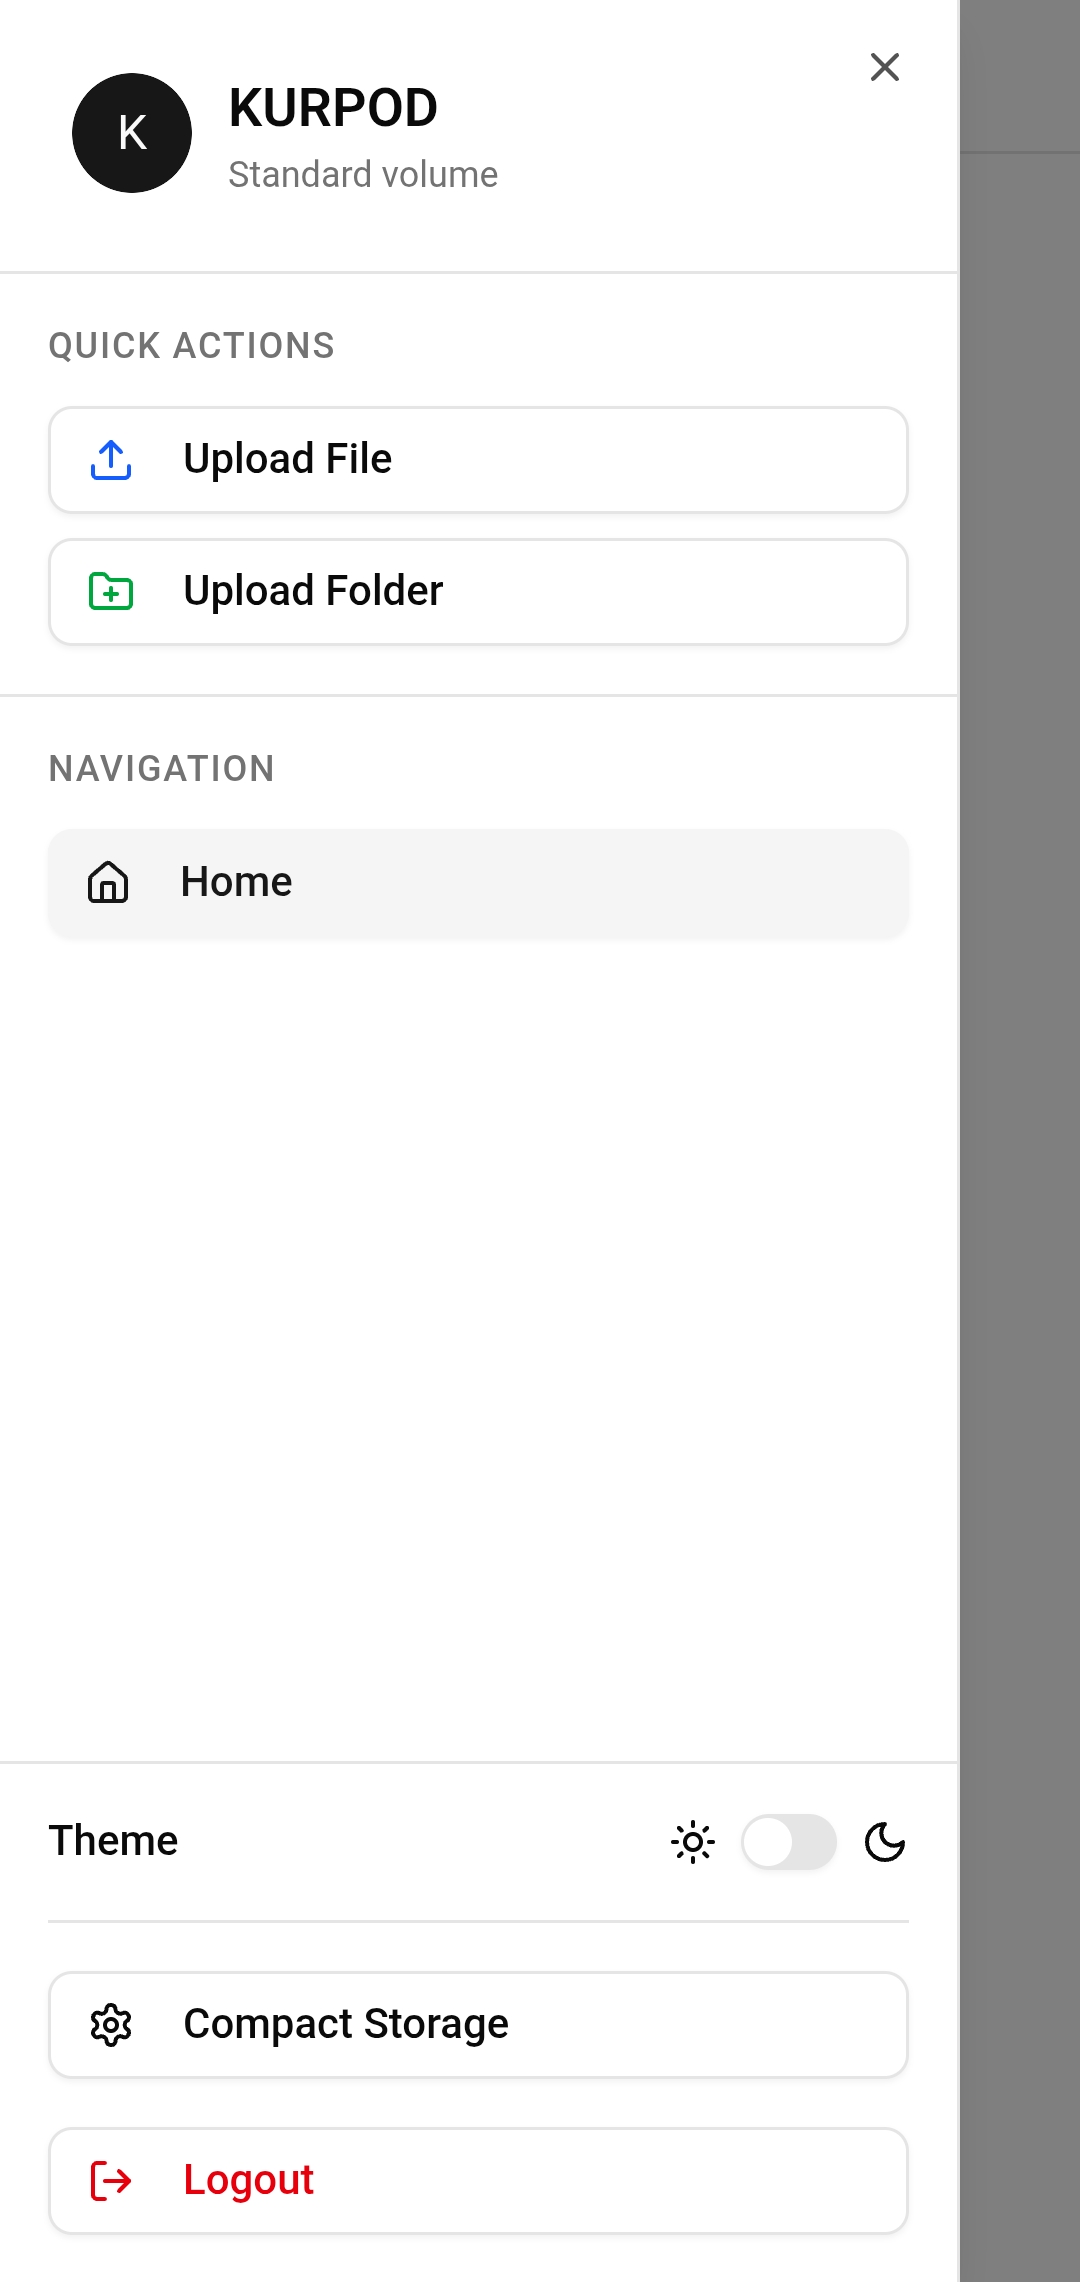 K
KURPOD
Standard volume
QUICK ACTIONS
Upload File
Upload Folder
NAVIGATION
Home
Theme
Compact Storage
Logout